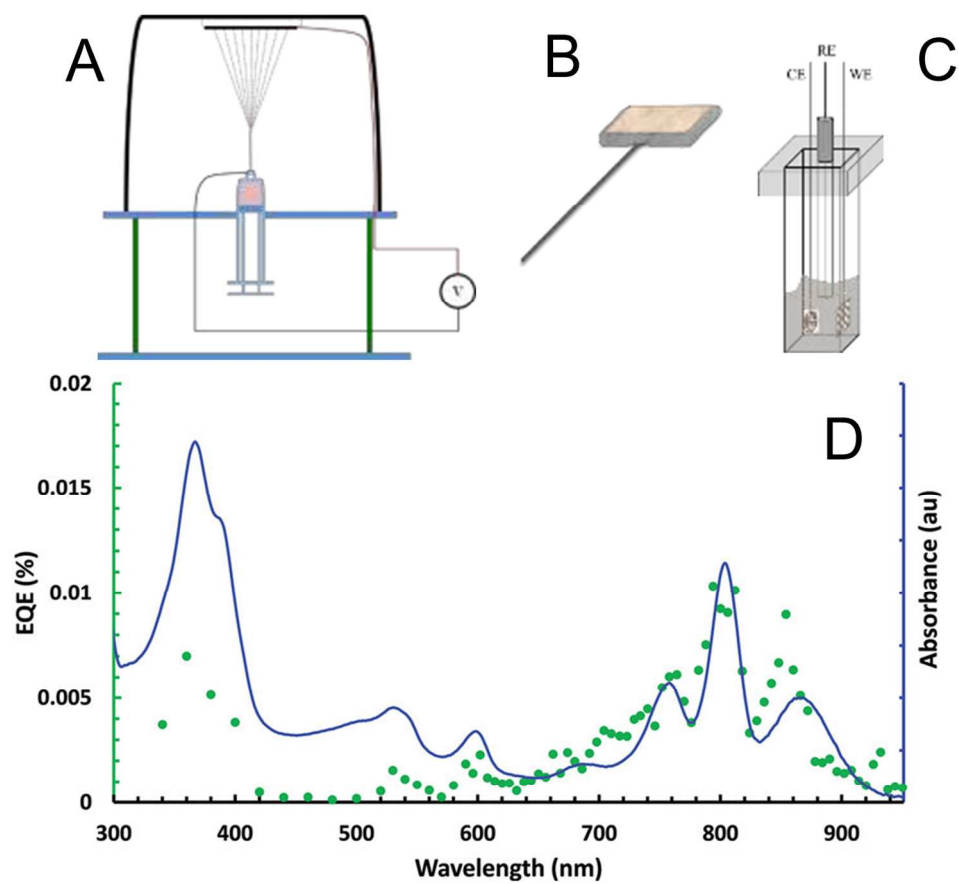 A
B
C
RE
CE
WE
V
D
0.02
0.015
0.01
0.005
0
EQE (%)
Absorbance (au)
300
400
500
600
700
800
900
Wavelength (nm)